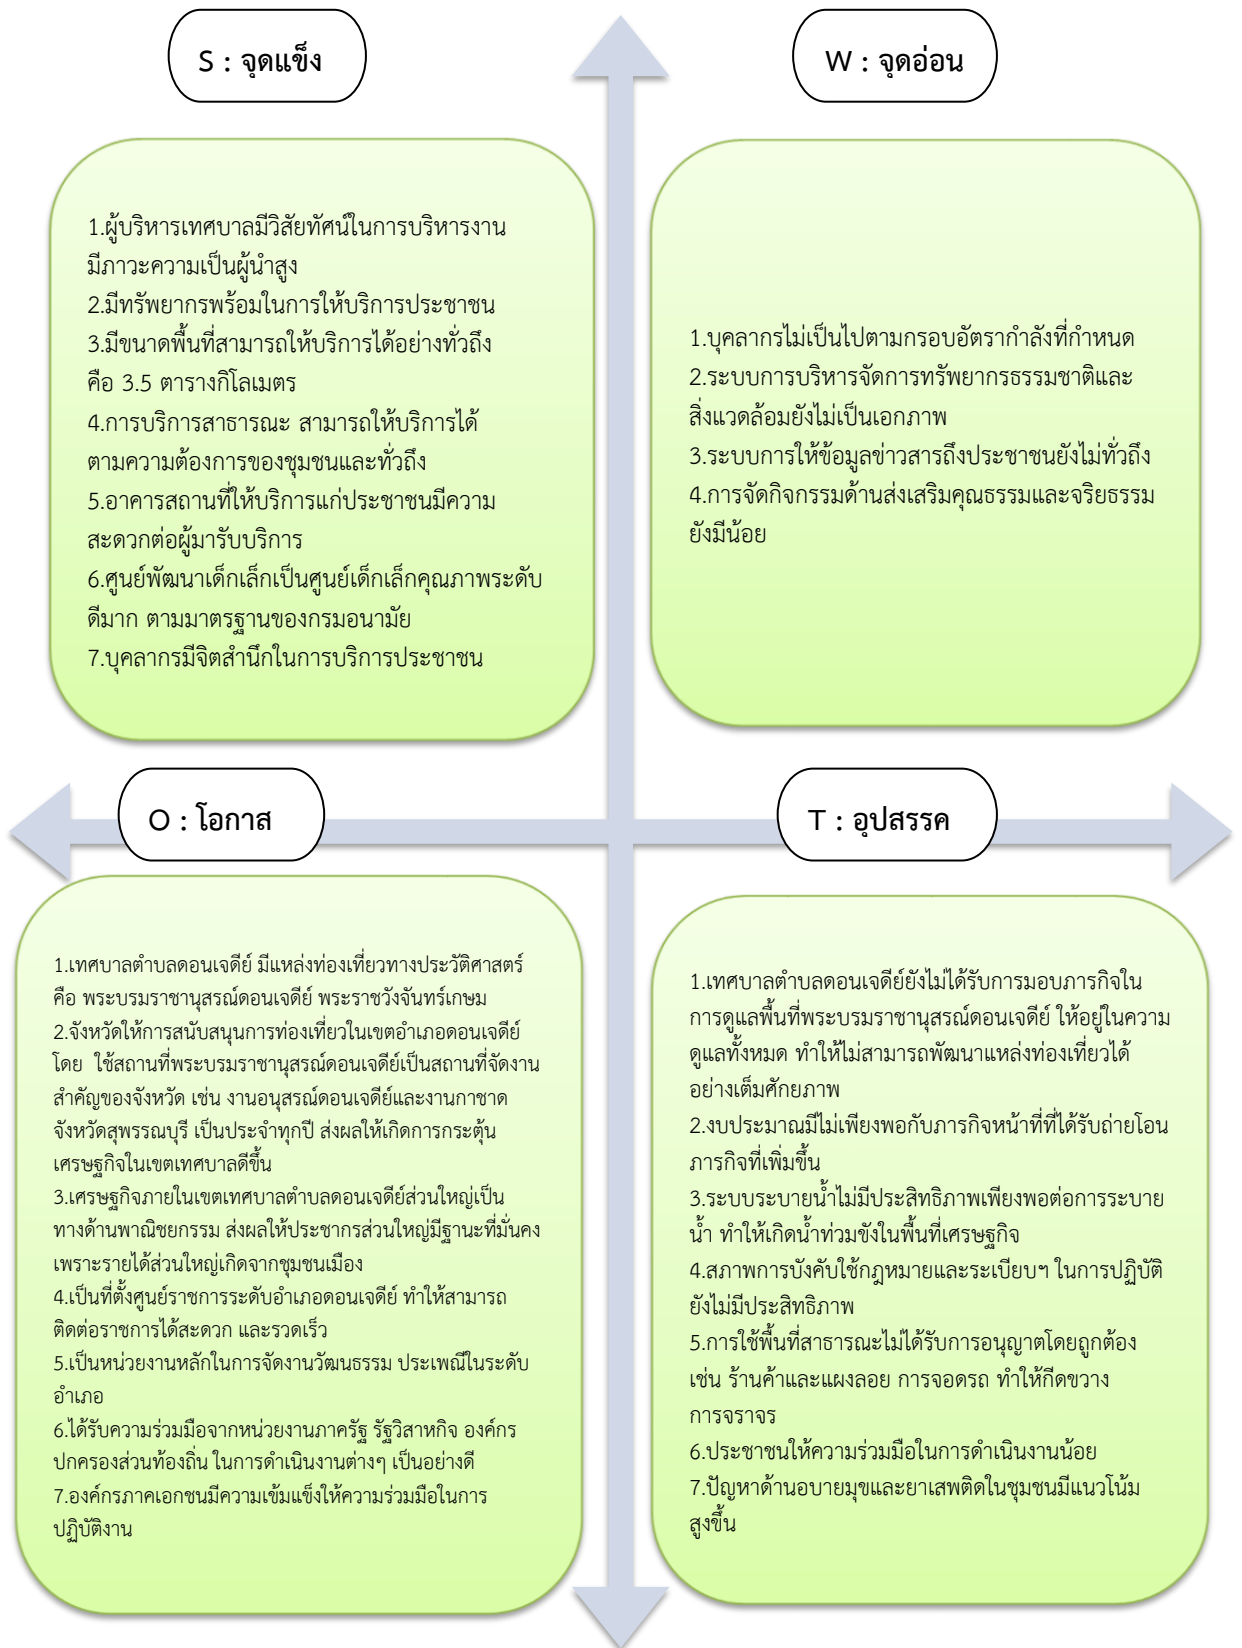 S : จุดแข็ง
W : จุดอ่อน
1.ผู้บริหารเทศบาลมีวิสัยทัศน์ในการบริหารงาน
มีภาวะความเป็นผู้นำสูง
2.มีทรัพยากรพร้อมในการให้บริการประชาชน
3.มีขนาดพื้นที่สามารถให้บริการได้อย่างทั่วถึง
คือ 3.5 ตารางกิโลเมตร
4.การบริการสาธารณะ สามารถให้บริการได้
ตามความต้องการของชุมชนและทั่วถึง
5.อาคารสถานที่ให้บริการแก่ประชาชนมีความ
สะดวกต่อผู้มารับบริการ
6.ศูนย์พัฒนาเด็กเล็กเป็นศูนย์เด็กเล็กคุณภาพระดับ
ดีมาก ตามมาตรฐานของกรมอนามัย
7.บุคลากรมีจิตสำนึกในการบริการประชาชน
1.บุคลากรไม่เป็นไปตามกรอบอัตรากำลังที่กำหนด
2.ระบบการบริหารจัดการทรัพยากรธรรมชาติและ
สิ่งแวดล้อมยังไม่เป็นเอกภาพ
3.ระบบการให้ข้อมูลข่าวสารถึงประชาชนยังไม่ทั่วถึง
4.การจัดกิจกรรมด้านส่งเสริมคุณธรรมและจริยธรรม
ยังมีน้อย
O : โอกาส
T : อุปสรรค
1.เทศบาลตำบลดอนเจดีย์ มีแหล่งท่องเที่ยวทางประวัติศาสตร์
คือ พระบรมราชานุสรณ์ดอนเจดีย์ พระราชวังจันทร์เกษม
2.จังหวัดให้การสนับสนุนการท่องเที่ยวในเขตอำเภอดอนเจดีย์
โดย ใช้สถานที่พระบรมราชานุสรณ์ดอนเจดีย์เป็นสถานที่จัดงาน
สำคัญของจังหวัด เช่น งานอนุสรณ์ดอนเจดีย์และงานกาชาด
จังหวัดสุพรรณบุรี เป็นประจำทุกปี ส่งผลให้เกิดการกระตุ้น
เศรษฐกิจในเขตเทศบาลดีขึ้น
3.เศรษฐกิจภายในเขตเทศบาลตำบลดอนเจดีย์ส่วนใหญ่เป็น
ทางด้านพาณิชยกรรม ส่งผลให้ประชากรส่วนใหญ่มีฐานะที่มั่นคง
เพราะรายได้ส่วนใหญ่เกิดจากชุมชนเมือง
4.เป็นที่ตั้งศูนย์ราชการระดับอำเภอดอนเจดีย์ ทำให้สามารถ
ติดต่อราชการได้สะดวก และรวดเร็ว
5.เป็นหน่วยงานหลักในการจัดงานวัฒนธรรม ประเพณีในระดับ
อำเภอ
6.ได้รับความร่วมมือจากหน่วยงานภาครัฐ รัฐวิสาหกิจ องค์กร
ปกครองส่วนท้องถิ่น ในการดำเนินงานต่างๆ เป็นอย่างดี
7.องค์กรภาคเอกชนมีความเข้มแข็งให้ความร่วมมือในการ
ปฏิบัติงาน
1.เทศบาลตำบลดอนเจดีย์ยังไม่ได้รับการมอบภารกิจใน
การดูแลพื้นที่พระบรมราชานุสรณ์ดอนเจดีย์ ให้อยู่ในความ
ดูแลทั้งหมด ทำให้ไม่สามารถพัฒนาแหล่งท่องเที่ยวได้
อย่างเต็มศักยภาพ
2.งบประมาณมีไม่เพียงพอกับภารกิจหน้าที่ที่ได้รับถ่ายโอน
ภารกิจที่เพิ่มขึ้น
3.ระบบระบายน้ำไม่มีประสิทธิภาพเพียงพอต่อการระบาย
น้ำ ทำให้เกิดน้ำท่วมขังในพื้นที่เศรษฐกิจ
4.สภาพการบังคับใช้กฎหมายและระเบียบฯ ในการปฏิบัติ
ยังไม่มีประสิทธิภาพ
5.การใช้พื้นที่สาธารณะไม่ได้รับการอนุญาตโดยถูกต้อง
เช่น ร้านค้าและแผงลอย การจอดรถ ทำให้กีดขวาง
การจราจร
6.ประชาชนให้ความร่วมมือในการดำเนินงานน้อย
7.ปัญหาด้านอบายมุขและยาเสพติดในชุมชนมีแนวโน้ม
สูงขึ้น